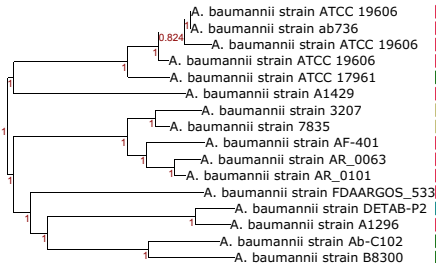 A. baumannii strain ATCC 19606
1
A. baumannii strain ab736
0.824
A. baumannii strain ATCC 19606
1
A. baumannii strain ATCC 19606
1
A. baumannii strain ATCC 17961
1
A. baumannii strain A1429
A. baumannii strain 3207
1
A. baumannii strain 7835
1
1
A. baumannii strain AF-401
1
A. baumannii strain AR_0063
1
1
A. baumannii strain AR_0101
A. baumannii strain FDAARGOS_533
A. baumannii strain DETAB-P2
1
1
A. baumannii strain A1296
1
A. baumannii strain Ab-C102
1
A. baumannii strain B8300